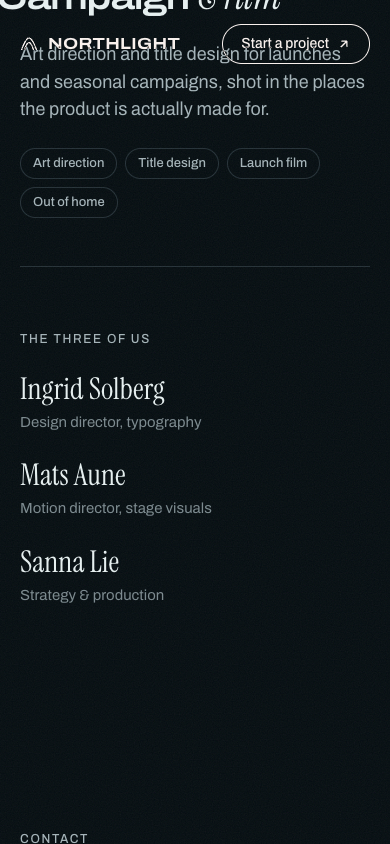 Campaign & film
NORTHLIGHT
Start a project
Art direction and title design for launches
and seasonal campaigns, shot in the places
the product is actually made for.
Art direction
Title design
Launch film
Out of home
THE THREE OF US
Ingrid Solberg
Design director, typography
Mats Aune
Motion director, stage visuals
Sanna Lie
Strategy & production
CONTACT